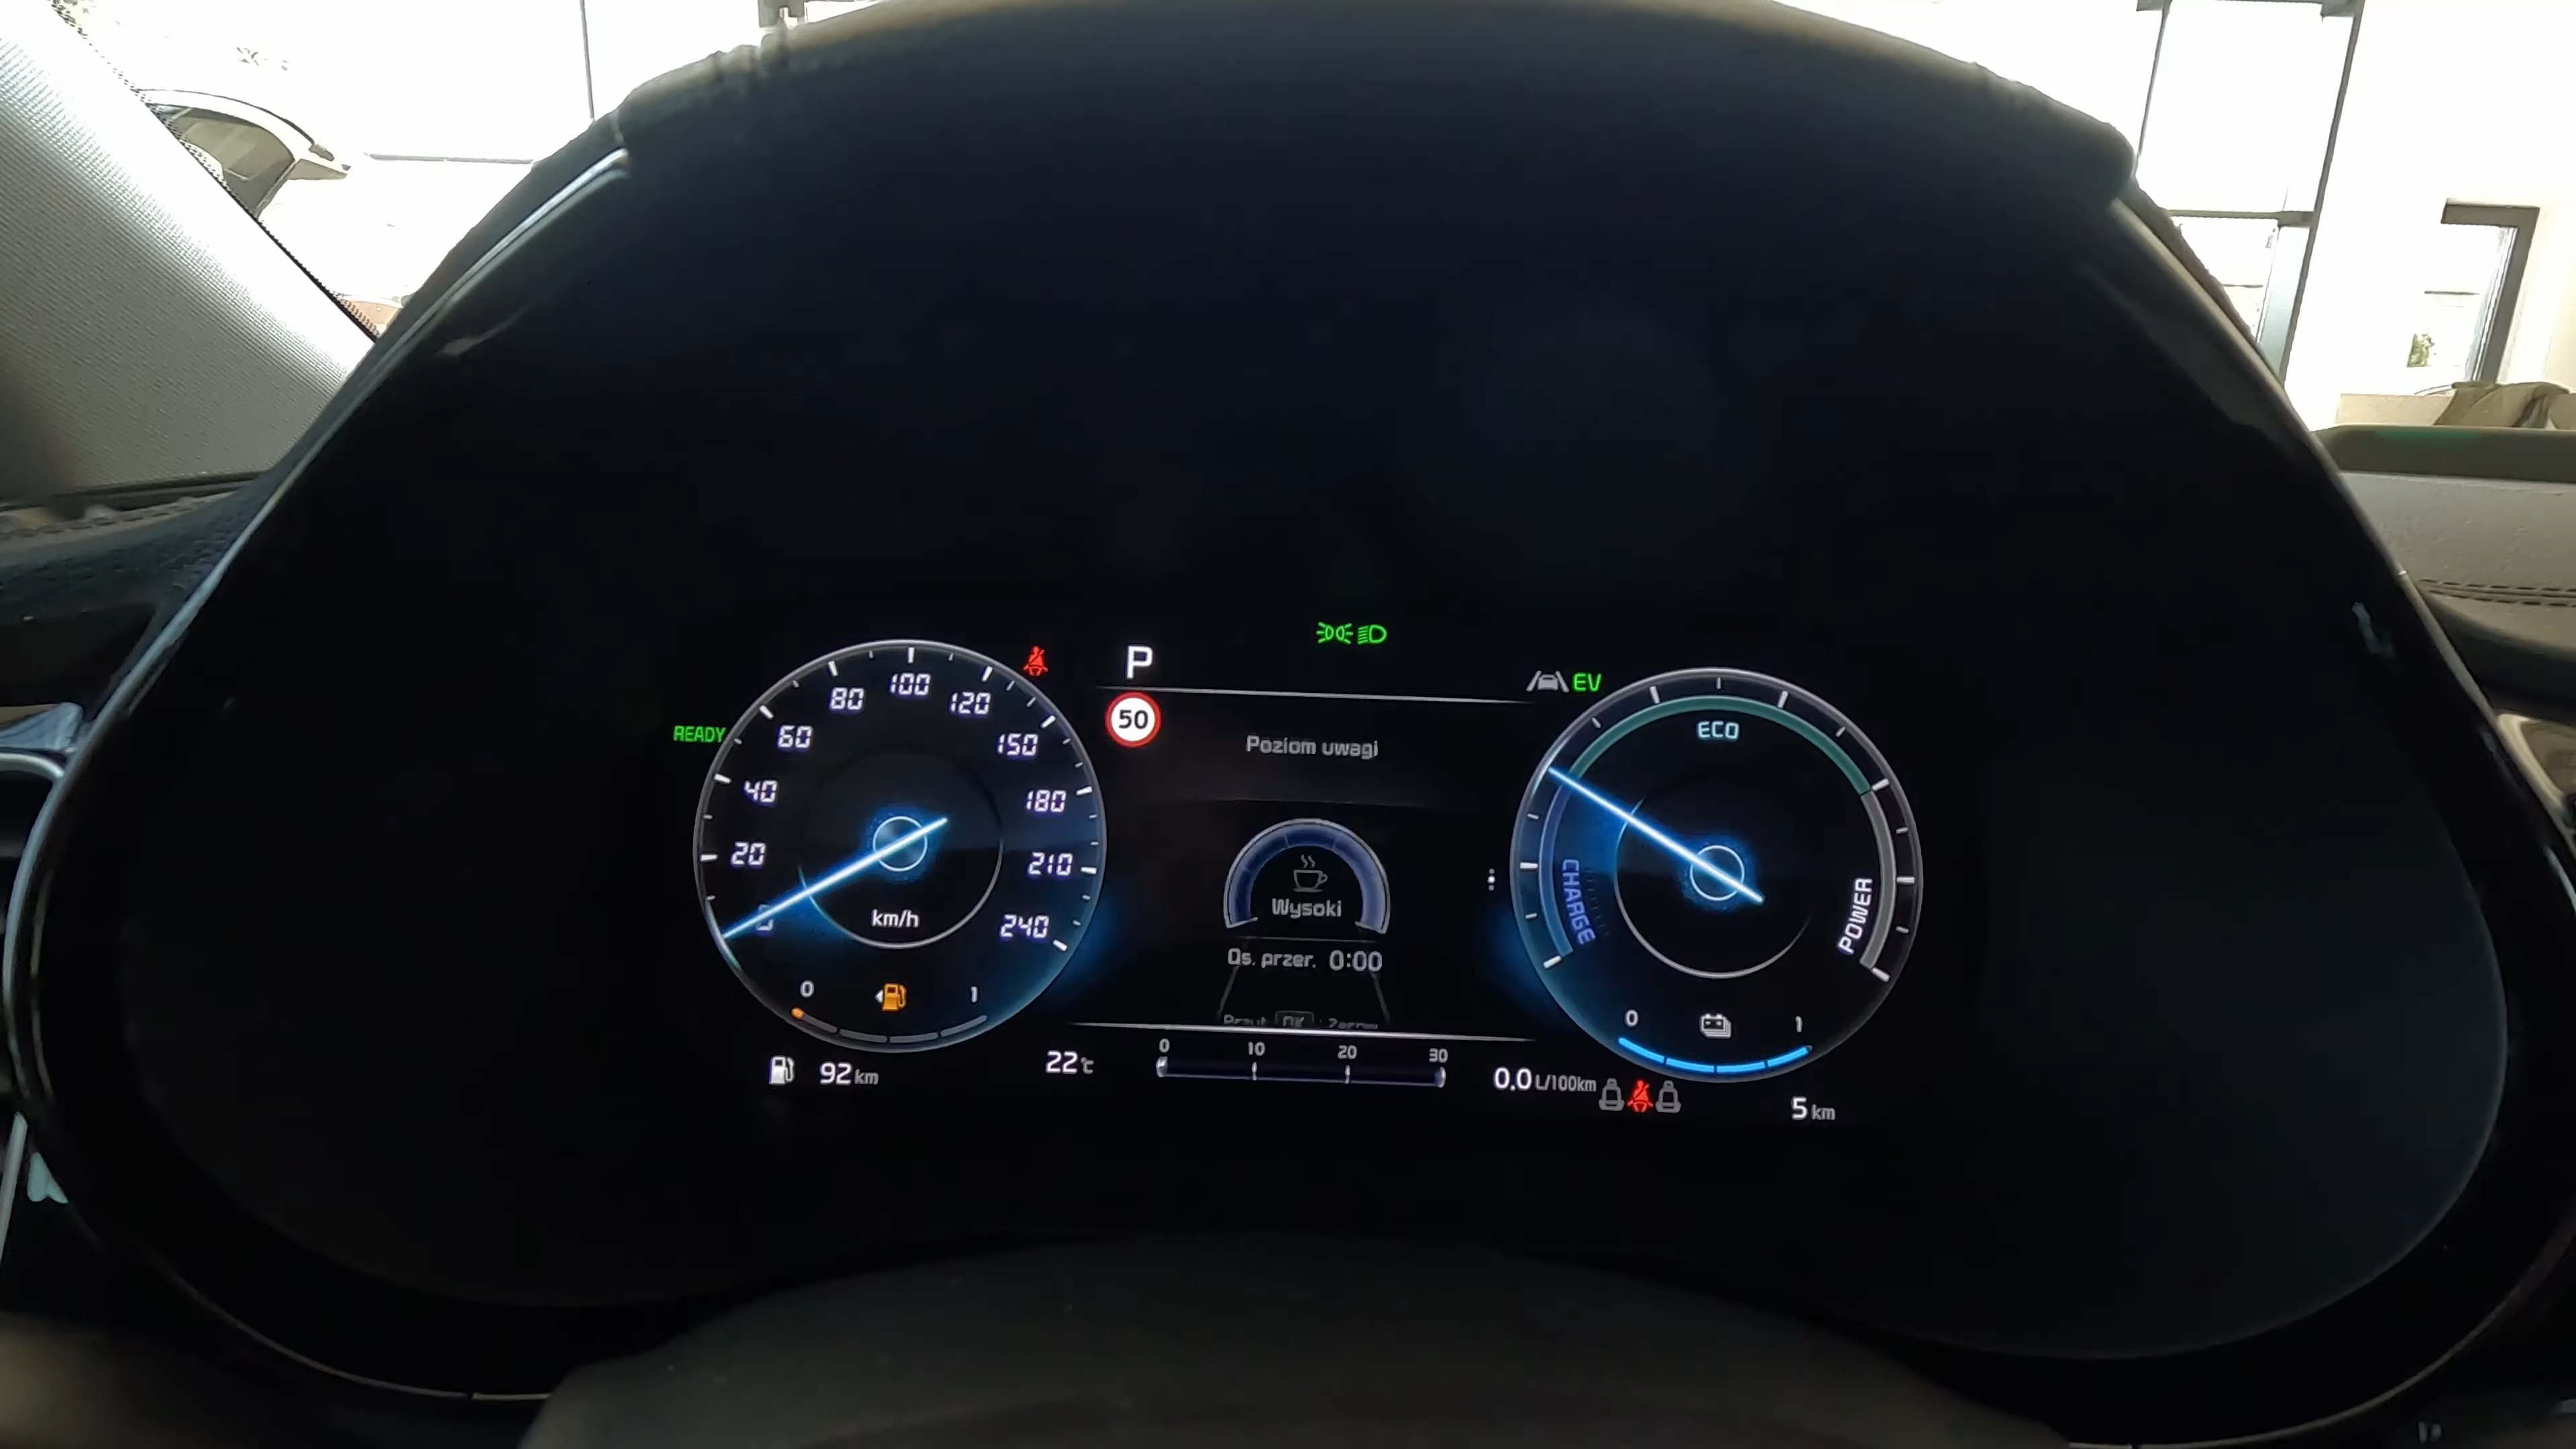 P
EV
READY
50
Poziom uwagi
0
20
40
60
80
100
120
150
180
210
240
km/h
Wysoki
Os. przer. 0:00
OK
ECO
CHARGE
POWER
0 1
0 1
92 km
22°C
0 10 20 30
0.0 L/100km
5 km